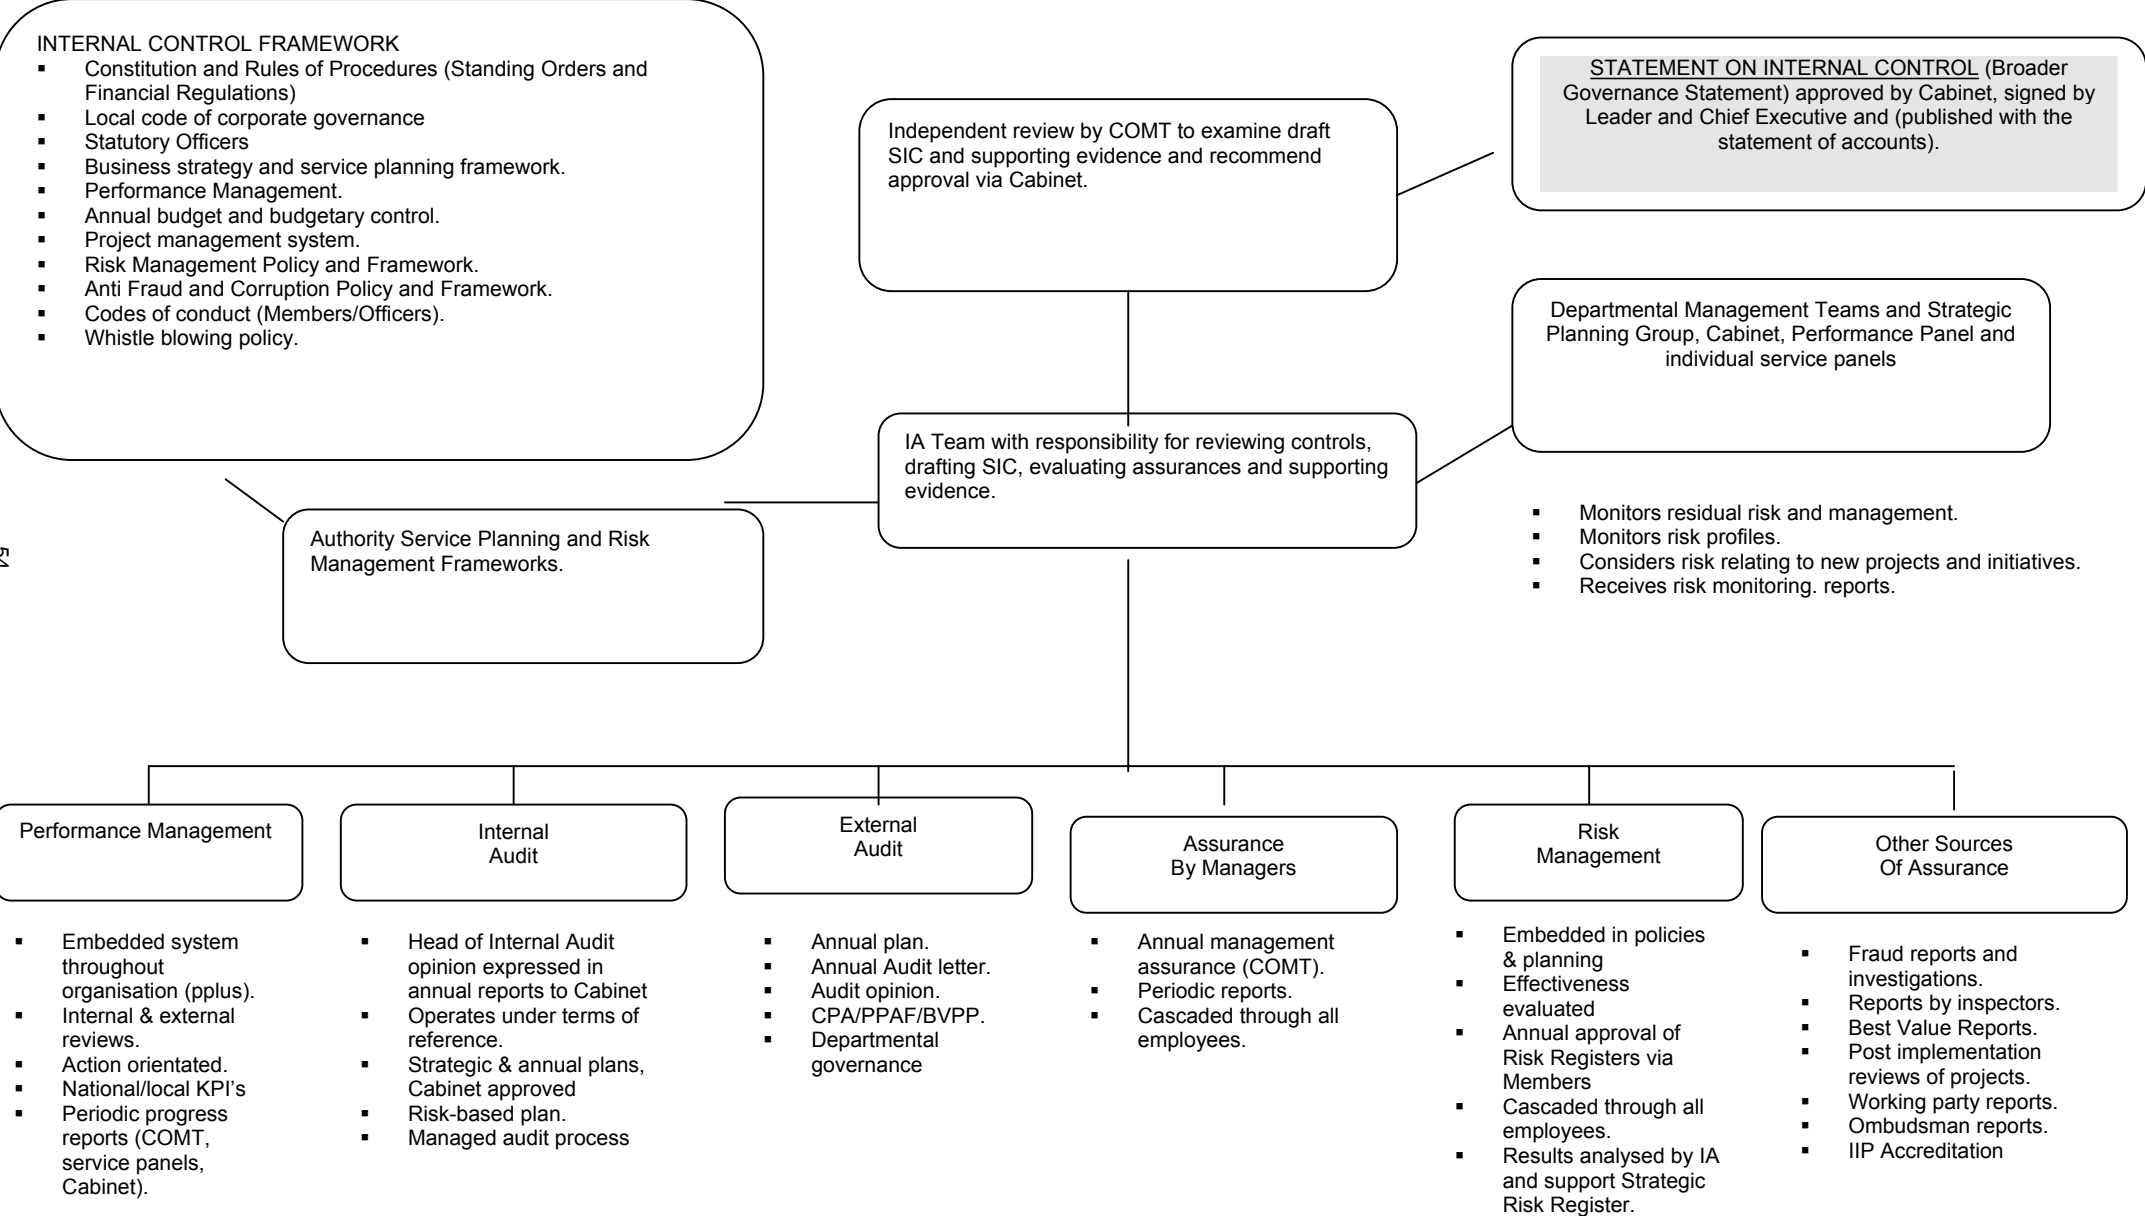 INTERNAL CONTROL FRAMEWORK
▪ Constitution and Rules of Procedures (Standing Orders and
Financial Regulations)
▪ Local code of corporate governance
▪ Statutory Officers
▪ Business strategy and service planning framework.
▪ Performance Management.
▪ Annual budget and budgetary control.
▪ Project management system.
▪ Risk Management Policy and Framework.
▪ Anti Fraud and Corruption Policy and Framework.
▪ Codes of conduct (Members/Officers).
▪ Whistle blowing policy.
Independent review by COMT to examine draft
SIC and supporting evidence and recommend
approval via Cabinet.
STATEMENT ON INTERNAL CONTROL (Broader
Governance Statement) approved by Cabinet, signed by
Leader and Chief Executive and (published with the
statement of accounts).
Departmental Management Teams and Strategic
Planning Group, Cabinet, Performance Panel and
individual service panels
IA Team with responsibility for reviewing controls,
drafting SIC, evaluating assurances and supporting
evidence.
▪ Monitors residual risk and management.
▪ Monitors risk profiles.
▪ Considers risk relating to new projects and initiatives.
▪ Receives risk monitoring. reports.
Authority Service Planning and Risk
Management Frameworks.
51
Performance Management
▪ Embedded system
throughout
organisation (pplus).
▪ Internal & external
reviews.
▪ Action orientated.
▪ National/local KPI's
▪ Periodic progress
reports (COMT,
service panels,
Cabinet).
Internal
Audit
▪ Head of Internal Audit
opinion expressed in
annual reports to Cabinet
▪ Operates under terms of
reference.
▪ Strategic & annual plans,
Cabinet approved
▪ Risk-based plan.
▪ Managed audit process
External
Audit
▪ Annual plan.
▪ Annual Audit letter.
▪ Audit opinion.
▪ CPA/PPAF/BVPP.
▪ Departmental
governance
Assurance
By Managers
▪ Annual management
assurance (COMT).
▪ Periodic reports.
▪ Cascaded through all
employees.
Risk
Management
▪ Embedded in policies
& planning
▪ Effectiveness
evaluated
▪ Annual approval of
Risk Registers via
Members
▪ Cascaded through all
employees.
▪ Results analysed by IA
and support Strategic
Risk Register.
Other Sources
Of Assurance
▪ Fraud reports and
investigations.
▪ Reports by inspectors.
▪ Best Value Reports.
▪ Post implementation
reviews of projects.
▪ Working party reports.
▪ Ombudsman reports.
▪ IIP Accreditation